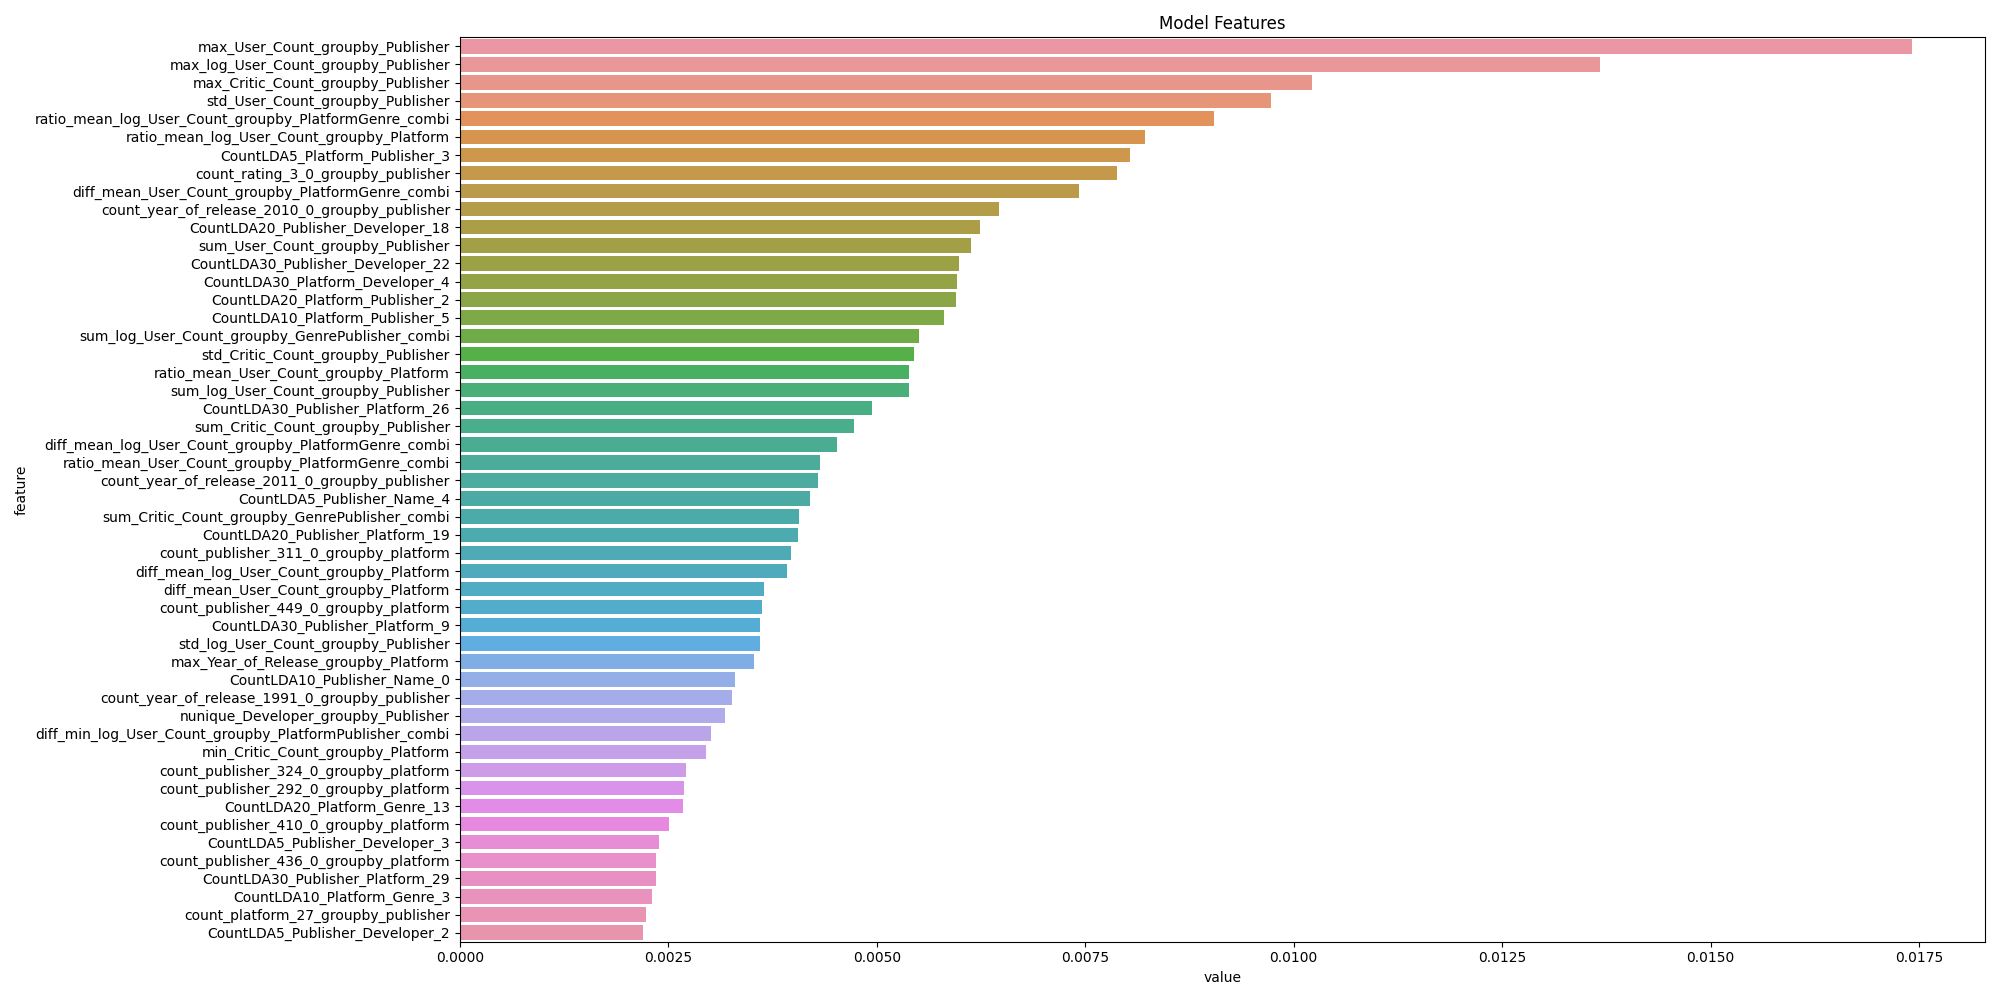 Model Features
max_User_Count_groupby_Publisher
max_log_User_Count_groupby_Publisher
max_Critic_Count_groupby_Publisher
std_User_Count_groupby_Publisher
ratio_mean_log_User_Count_groupby_PlatformGenre_combi
ratio_mean_log_User_Count_groupby_Platform
CountLDA5_Platform_Publisher_3
count_rating_3_0_groupby_publisher
diff_mean_User_Count_groupby_PlatformGenre_combi
count_year_of_release_2010_0_groupby_publisher
CountLDA20_Publisher_Developer_18
sum_User_Count_groupby_Publisher
CountLDA30_Publisher_Developer_22
CountLDA30_Platform_Developer_4
CountLDA20_Platform_Publisher_2
CountLDA10_Platform_Publisher_5
sum_log_User_Count_groupby_GenrePublisher_combi
std_Critic_Count_groupby_Publisher
ratio_mean_User_Count_groupby_Platform
sum_log_User_Count_groupby_Publisher
CountLDA30_Publisher_Platform_26
sum_Critic_Count_groupby_Publisher
diff_mean_log_User_Count_groupby_PlatformGenre_combi
ratio_mean_User_Count_groupby_PlatformGenre_combi
count_year_of_release_2011_0_groupby_publisher
CountLDA5_Publisher_Name_4
sum_Critic_Count_groupby_GenrePublisher_combi
CountLDA20_Publisher_Platform_19
count_publisher_311_0_groupby_platform
diff_mean_log_User_Count_groupby_Platform
diff_mean_User_Count_groupby_Platform
count_publisher_449_0_groupby_platform
CountLDA30_Publisher_Platform_9
std_log_User_Count_groupby_Publisher
max_Year_of_Release_groupby_Platform
CountLDA10_Publisher_Name_0
count_year_of_release_1991_0_groupby_publisher
nunique_Developer_groupby_Publisher
diff_min_log_User_Count_groupby_PlatformPublisher_combi
min_Critic_Count_groupby_Platform
count_publisher_324_0_groupby_platform
count_publisher_292_0_groupby_platform
CountLDA20_Platform_Genre_13
count_publisher_410_0_groupby_platform
CountLDA5_Publisher_Developer_3
count_publisher_436_0_groupby_platform
CountLDA30_Publisher_Platform_29
CountLDA10_Platform_Genre_3
count_platform_27_groupby_publisher
CountLDA5_Publisher_Developer_2
feature
0.0000 0.0025 0.0050 0.0075 0.0100 0.0125 0.0150 0.0175
value